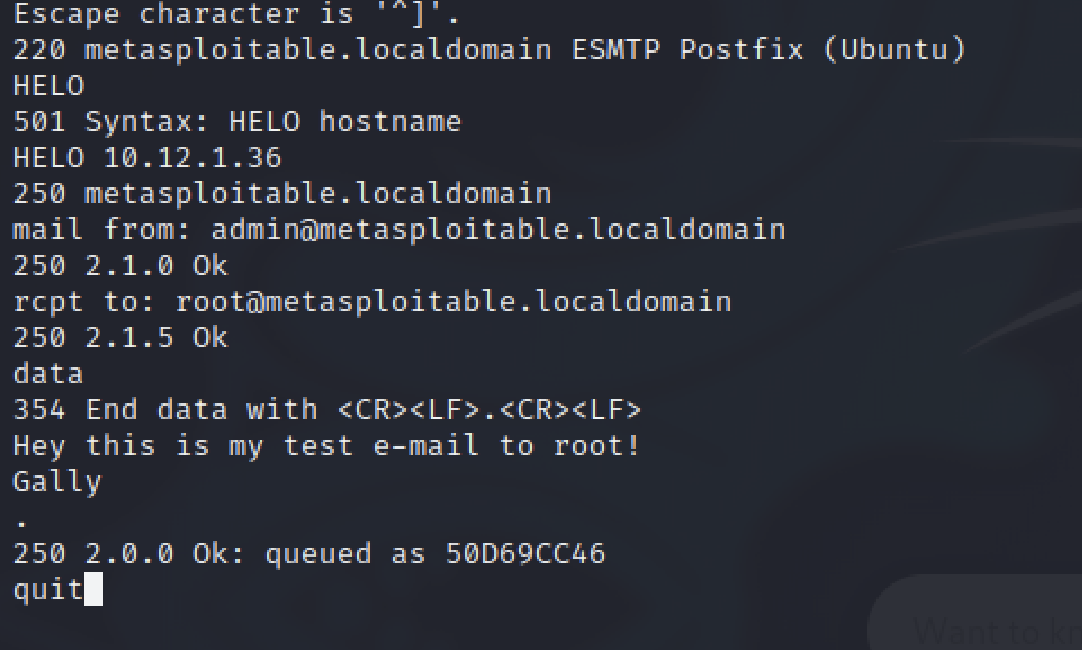 Escape character is '^]'.
220 metasploitable.localdomain ESMTP Postfix (Ubuntu)
HELO
501 Syntax: HELO hostname
HELO 10.12.1.36
250 metasploitable.localdomain
mail from: admin@metasploitable.localdomain
250 2.1.0 Ok
rcpt to: root@metasploitable.localdomain
250 2.1.5 Ok
data
354 End data with <CR><LF>.<CR><LF>
Hey this is my test e-mail to root!
Gally
.
250 2.0.0 Ok: queued as 50D69CC46
quit
Want to